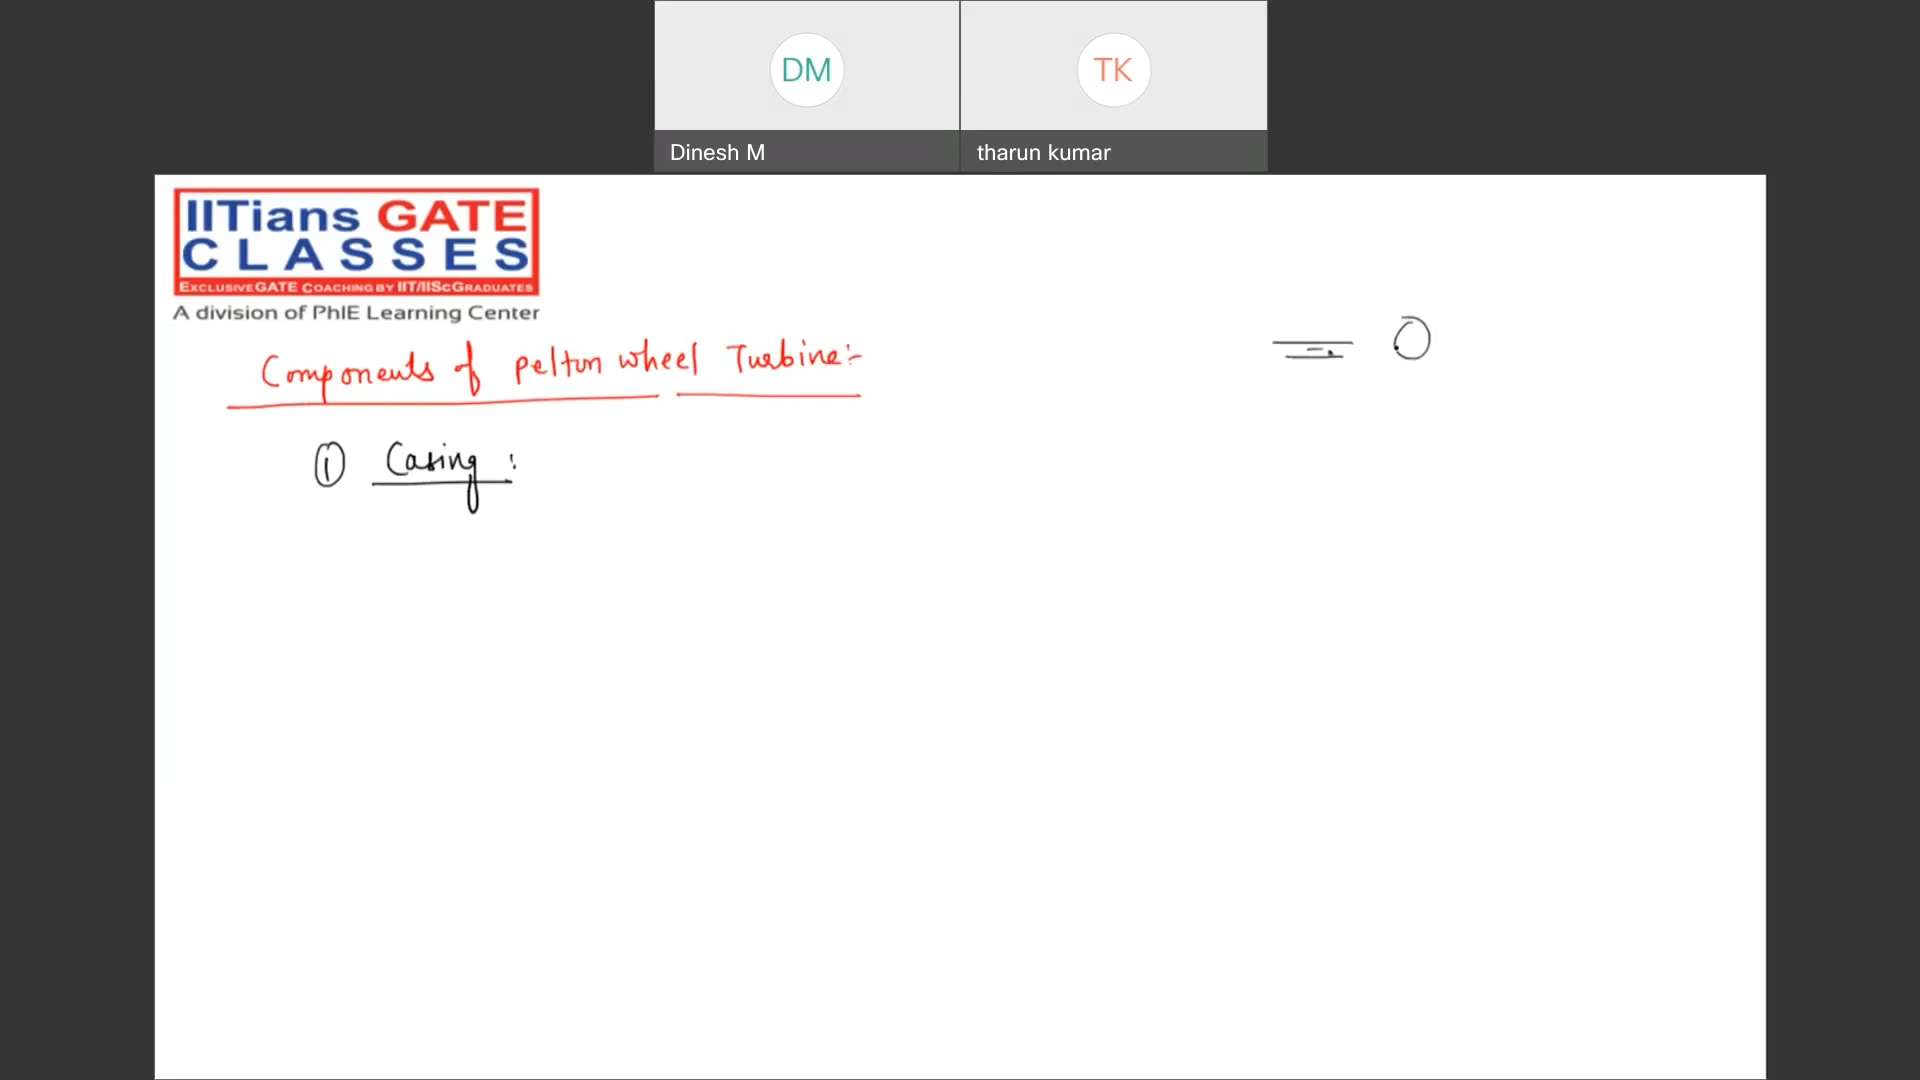 DM
TK
Dinesh M
tharun kumar
IITians GATE
CLASSES
EXCLUSIVE GATE COACHING BY IIT/IISc GRADUATES
A division of PhIE Learning Center
Components of pelton wheel Turbine:-
① Casing :